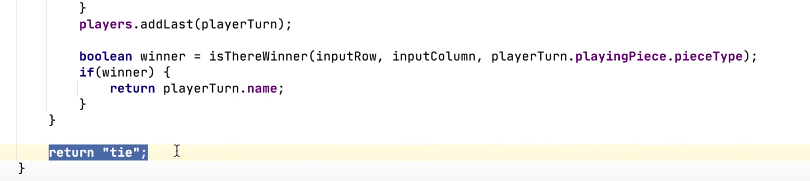 }
players.addLast(playerTurn);
boolean winner = isThereWinner(inputRow, inputColumn, playerTurn.playingPiece.pieceType);
if(winner) {
return playerTurn.name;
}
}
return "tie";
}